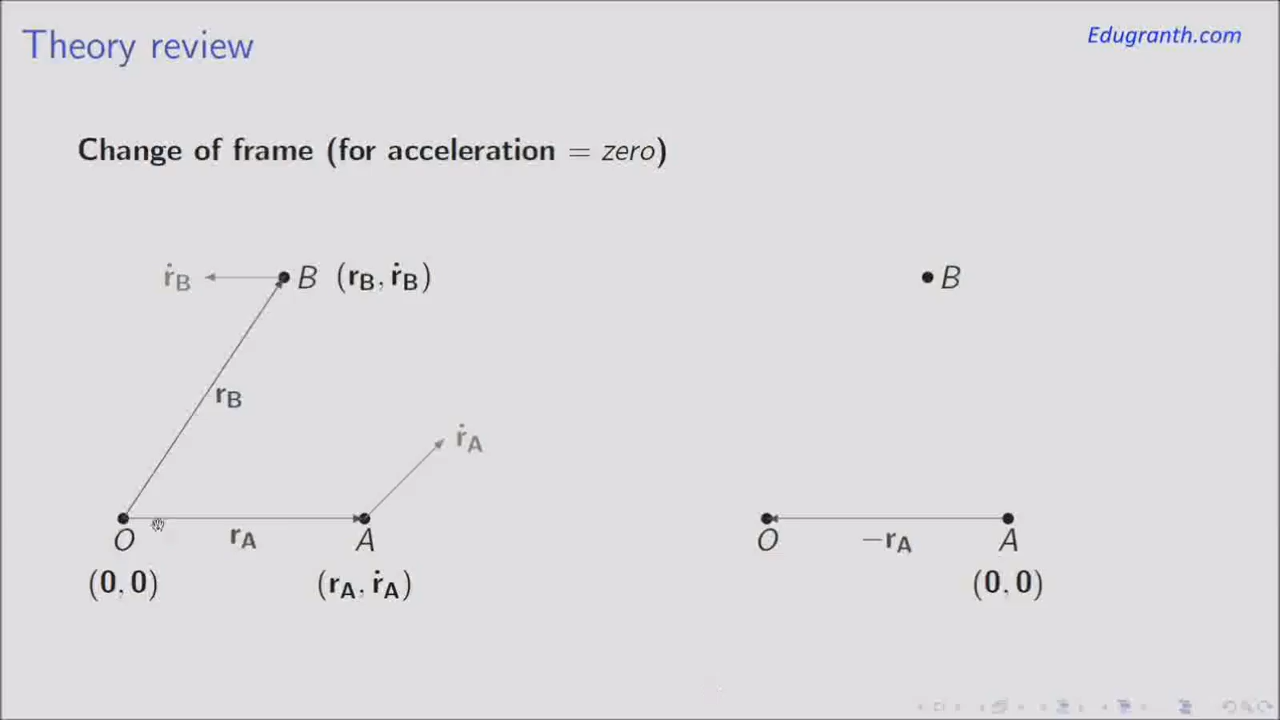 Theory review
Edugranth.com
Change of frame (for acceleration = zero)
ṙB
B (rB, ṙB)
B
rB
ṙA
O
rA
A
O
−rA
A
(0, 0)
(rA, ṙA)
(0, 0)